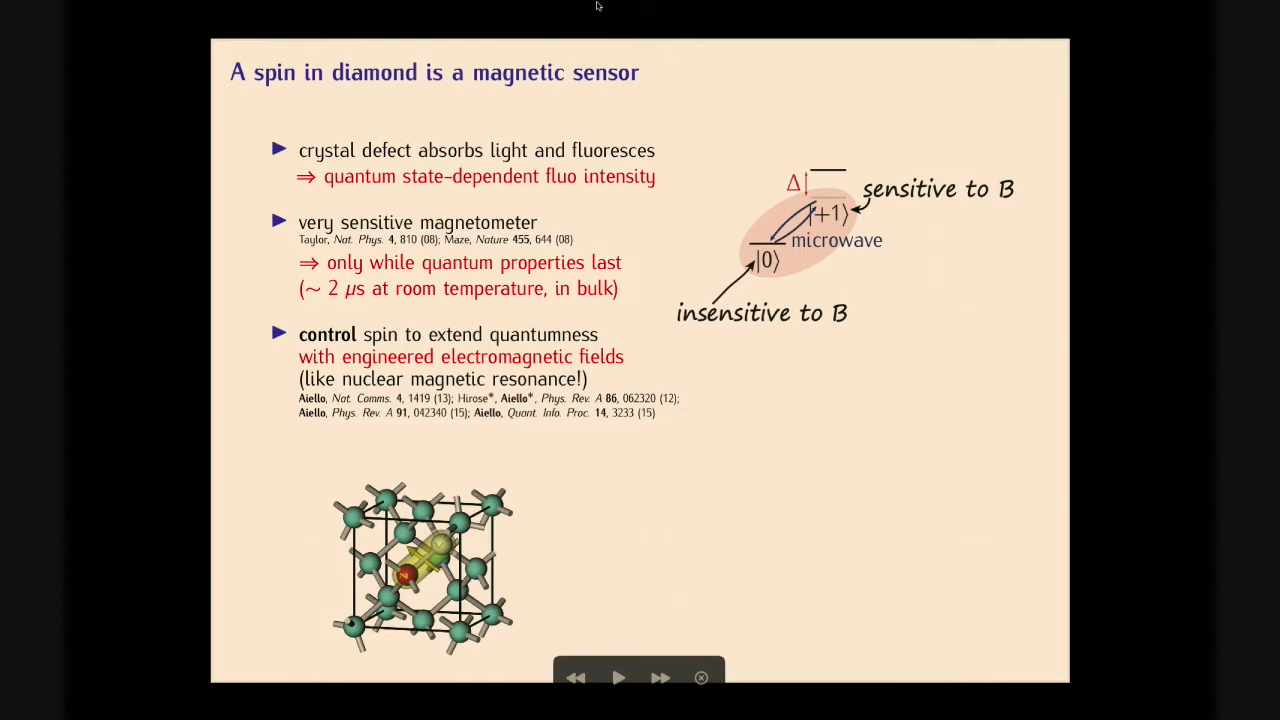 A spin in diamond is a magnetic sensor
crystal defect absorbs light and fluoresces
⇒ quantum state-dependent fluo intensity
very sensitive magnetometer
Taylor, Nat. Phys. 4, 810 (08); Maze, Nature 455, 644 (08)
⇒ only while quantum properties last
(∼ 2 μs at room temperature, in bulk)
control spin to extend quantumness
with engineered electromagnetic fields
(like nuclear magnetic resonance!)
Aiello, Nat. Comms. 4, 1419 (13); Hirose*, Aiello*, Phys. Rev. A 86, 062320 (12);
Aiello, Phys. Rev. A 91, 042340 (15); Aiello, Quant. Info. Proc. 14, 3233 (15)
Δ
sensitive to B
|+1⟩
microwave
|0⟩
insensitive to B
N